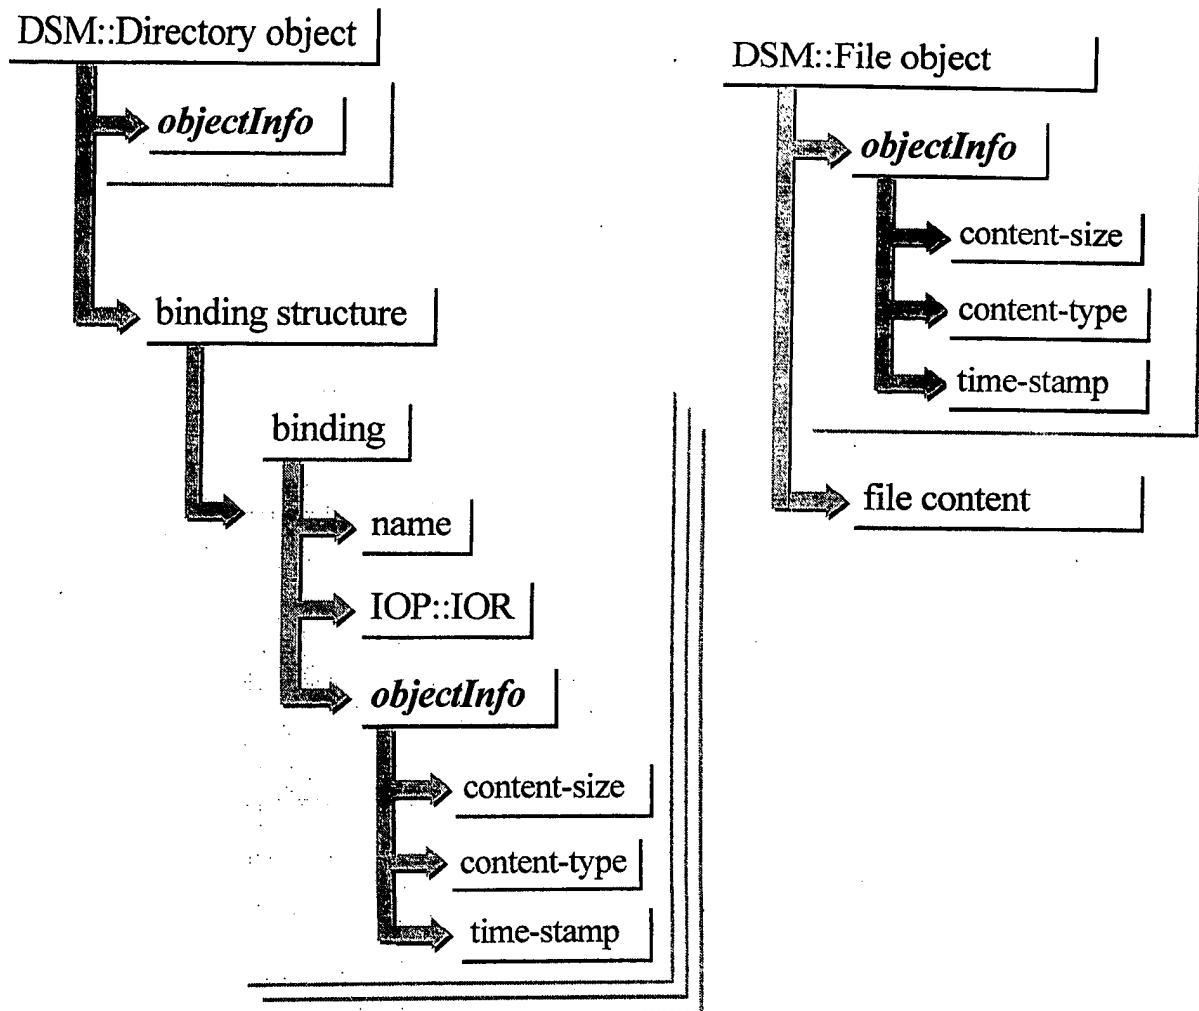 DSM::Directory object
objectInfo
binding structure
binding
name
IOP::IOR
objectInfo
content-size
content-type
time-stamp
DSM::File object
objectInfo
content-size
content-type
time-stamp
file content